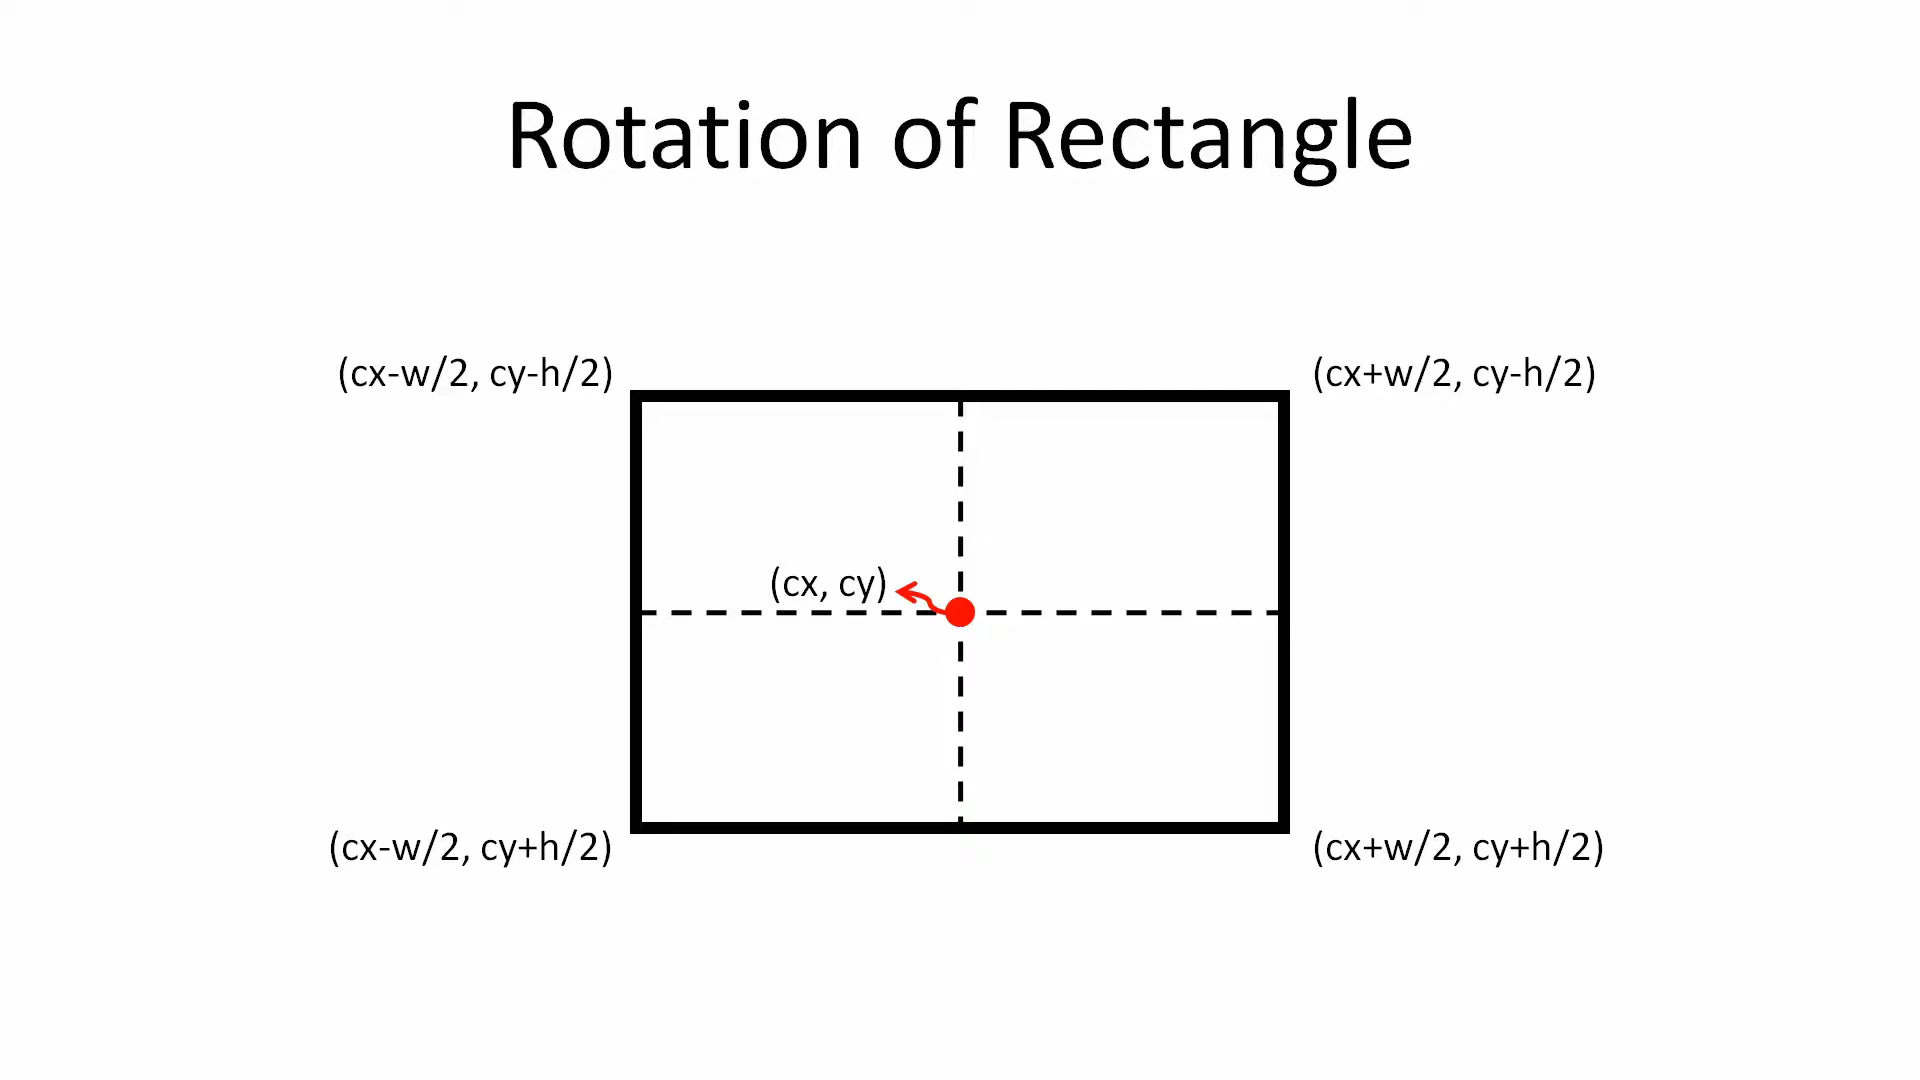 Rotation of Rectangle
(cx-w/2, cy-h/2)
(cx+w/2, cy-h/2)
(cx, cy)
(cx-w/2, cy+h/2)
(cx+w/2, cy+h/2)